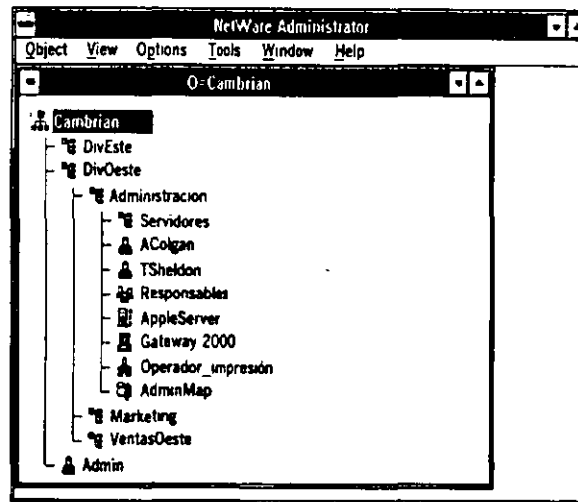 NetWare Administrator
Object View Options Tools Window Help
O=Cambrian
Cambrian
DivEste
DivOeste
Administracion
Servidores
AColgan
TSheldon
Responsables
AppleServer
Gateway 2000
Operador_impresión
AdminMap
Marketing
VentasOeste
Admin